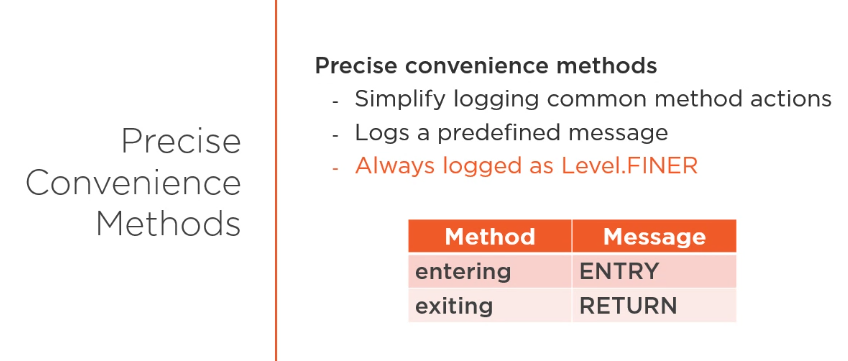 Precise
Convenience
Methods
Precise convenience methods
- Simplify logging common method actions
- Logs a predefined message
- Always logged as Level.FINER
Method Message
entering ENTRY
exiting RETURN